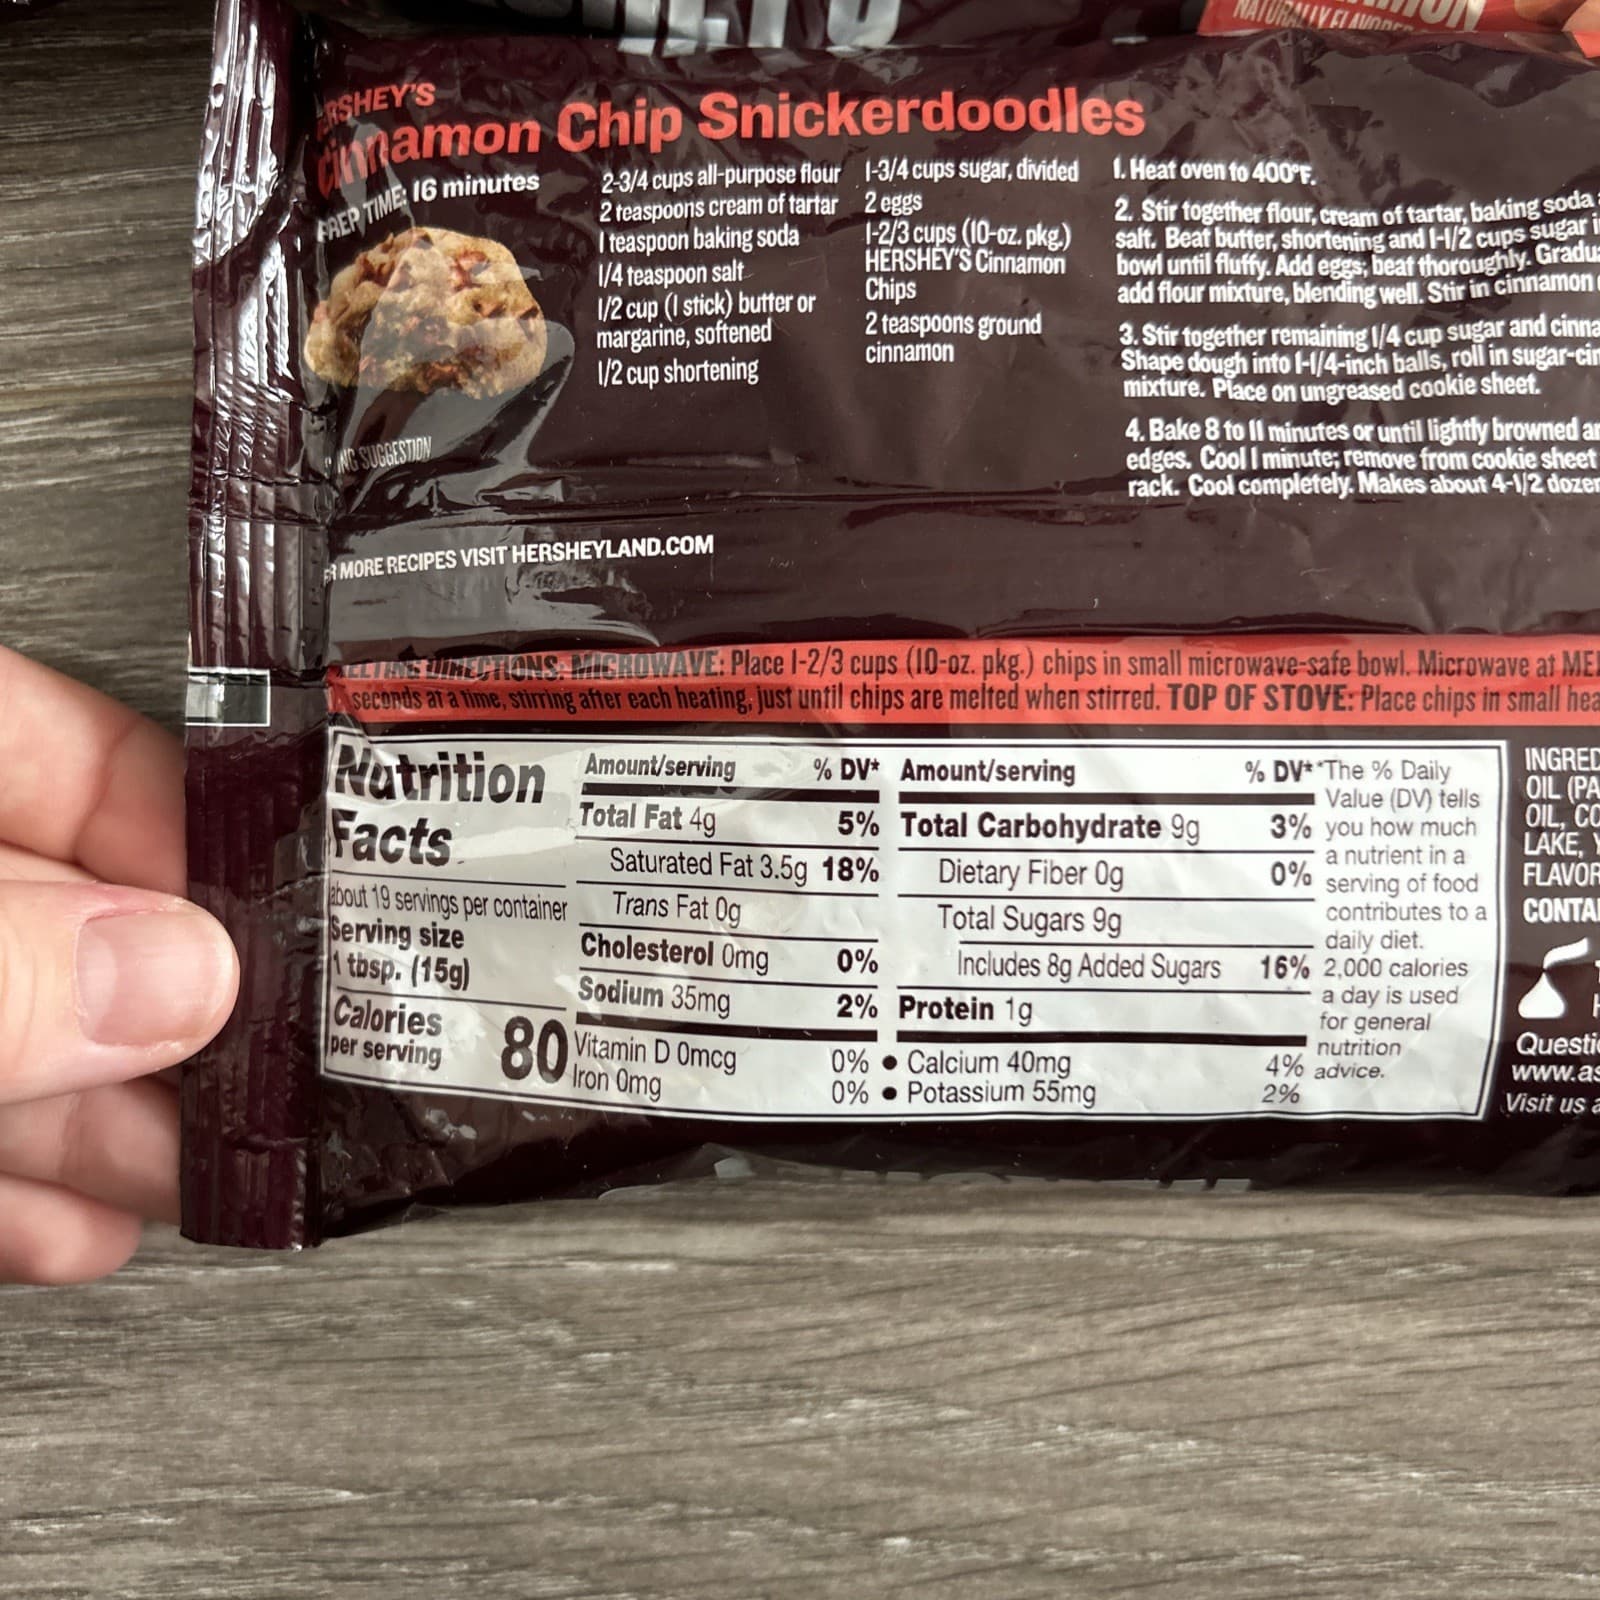 NATURALLY FLAVORED
HERSHEY'S
Cinnamon Chip Snickerdoodles
PREP TIME: 16 minutes
2-3/4 cups all-purpose flour
2 teaspoons cream of tartar
1 teaspoon baking soda
1/4 teaspoon salt
1/2 cup (1 stick) butter or
margarine, softened
1/2 cup shortening
1-3/4 cups sugar, divided
2 eggs
1-2/3 cups (10-oz. pkg.)
HERSHEY'S Cinnamon
Chips
2 teaspoons ground
cinnamon
1. Heat oven to 400°F.
2. Stir together flour, cream of tartar, baking soda
salt. Beat butter, shortening and 1-1/2 cups sugar
bowl until fluffy. Add eggs; beat thoroughly.
add flour mixture, blending well. Stir in cinnamon
3. Stir together remaining 1/4 cup sugar and
Shape dough into 1-1/4-inch balls, roll in
mixture. Place on ungreased cookie sheet.
4. Bake 8 to 11 minutes or until lightly browned
edges. Cool 1 minute; remove from cookie sheet
rack. Cool completely. Makes about 4-1/2
SUGGESTION
MORE RECIPES VISIT HERSHEYLAND.COM
DIRECTIONS: MICROWAVE: Place 1-2/3 cups (10-oz. pkg.) chips in small microwave-safe bowl. Microwave at
seconds at a time, stirring after each heating, just until chips are melted when stirred. TOP OF STOVE: Place chips in small
Nutrition
Facts
about 19 servings per container
Serving size
1 tbsp. (15g)
Calories
per serving 80
Amount/serving % DV*
Total Fat 4g 5%
Saturated Fat 3.5g 18%
Trans Fat 0g
Cholesterol 0mg 0%
Sodium 35mg 2%
Amount/serving % DV*
Total Carbohydrate 9g 3%
Dietary Fiber 0g 0%
Total Sugars 9g
Includes 8g Added Sugars 16%
Protein 1g
Vitamin D 0mcg 0% • Calcium 40mg 4%
Iron 0mg 0% • Potassium 55mg 2%
*The % Daily
Value (DV) tells
you how much
a nutrient in a
serving of food
contributes to a
daily diet.
2,000 calories
a day is used
for general
nutrition
advice.
INGRED
OIL (PA
OIL, CO
LAKE, Y
FLAVOR
CONTA
Questi
www.as
Visit us